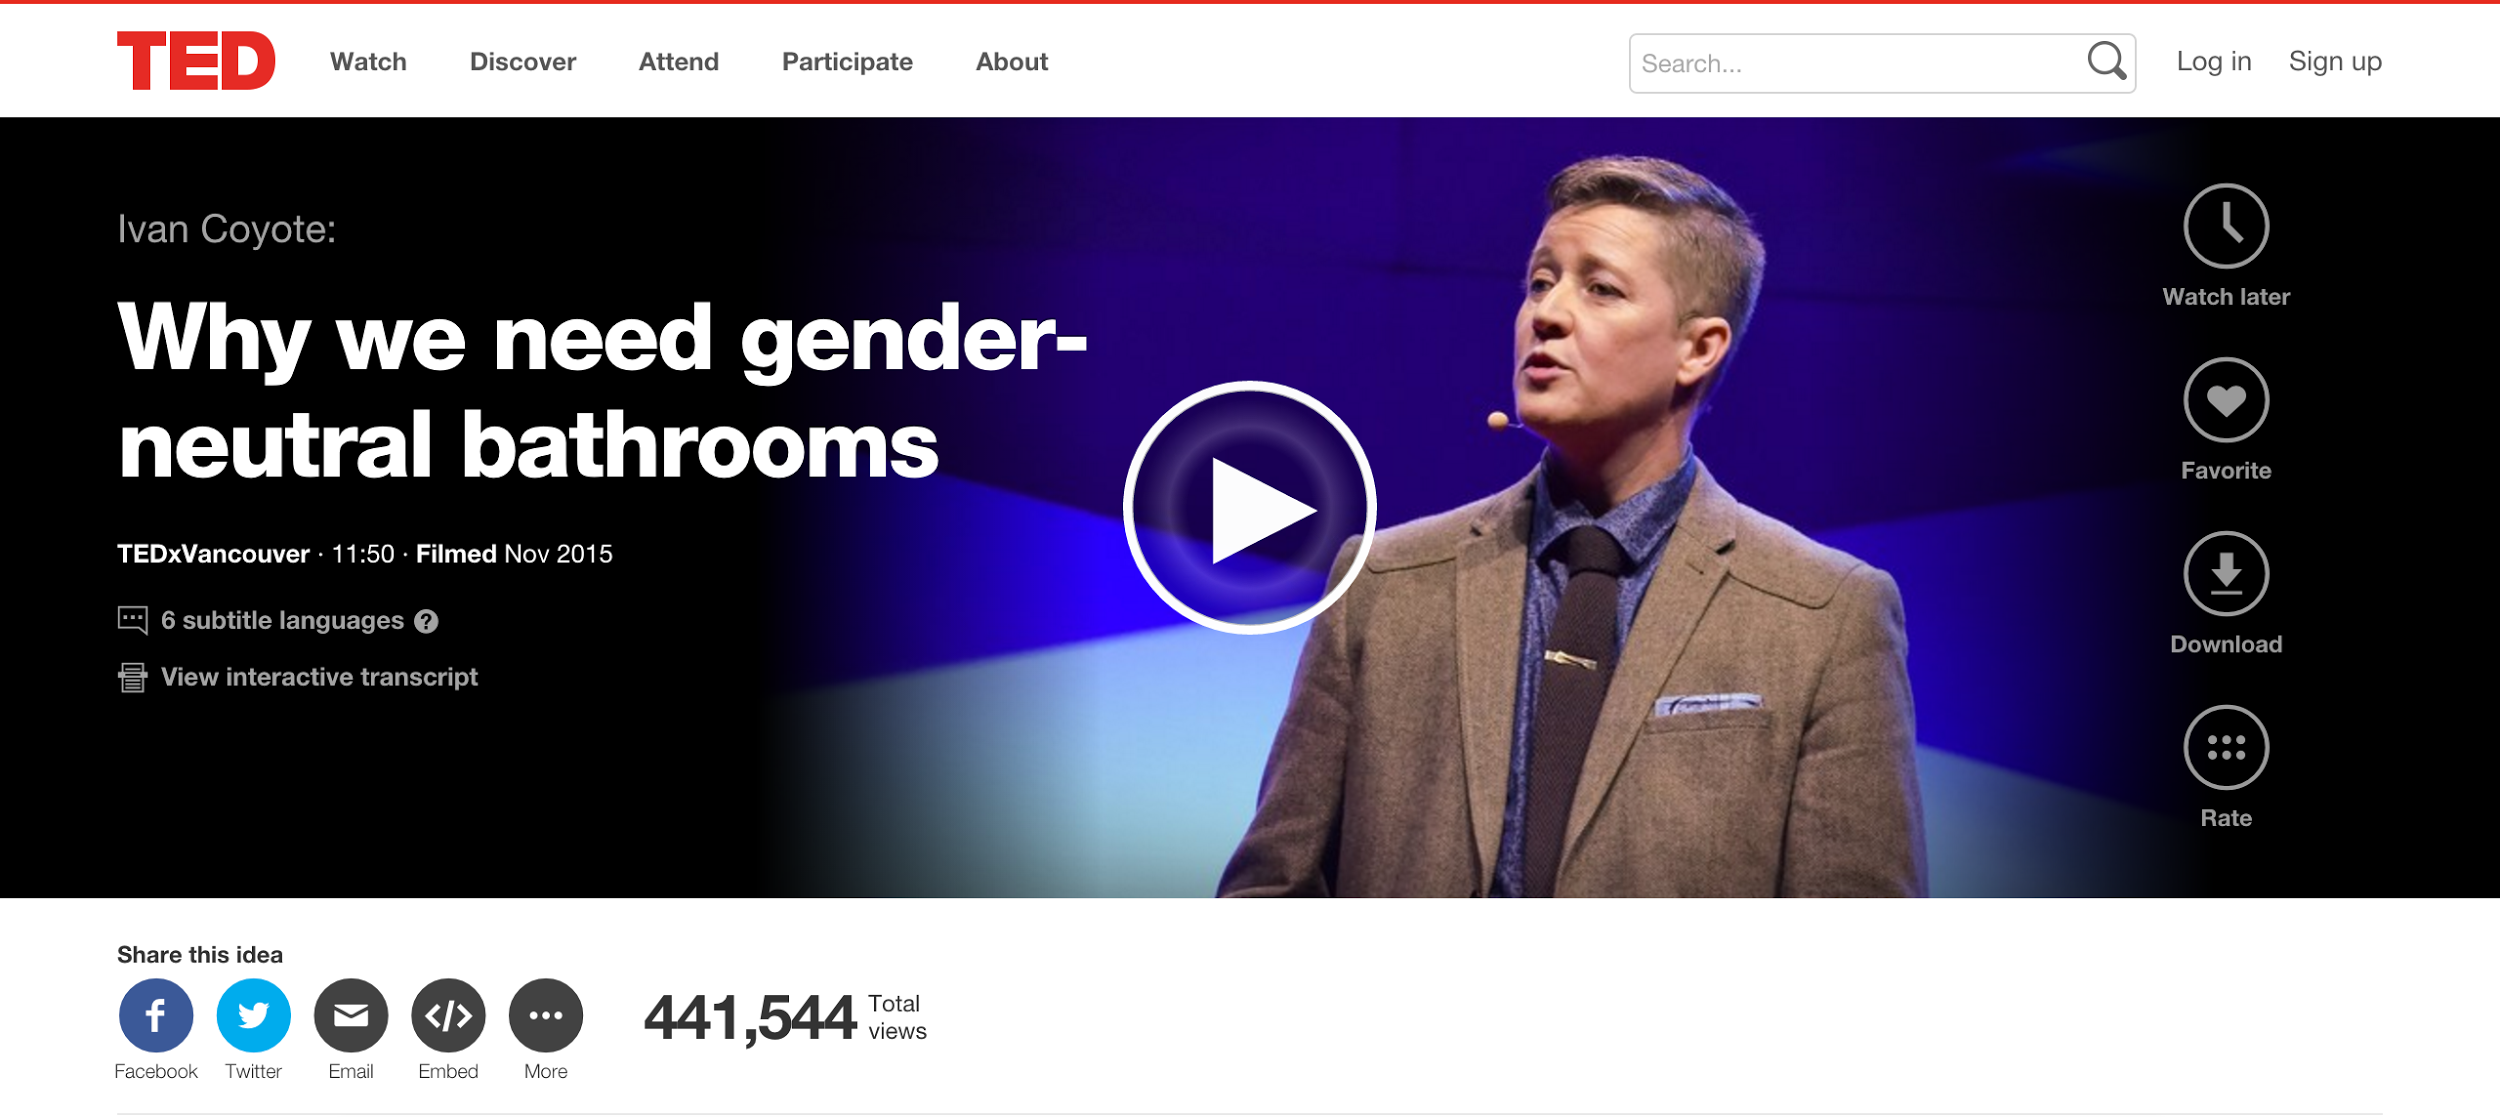 TED
Watch Discover Attend Participate About
Search...
Log in Sign up
Ivan Coyote:
Why we need gender-
neutral bathrooms
TEDxVancouver · 11:50 · Filmed Nov 2015
6 subtitle languages ?
View interactive transcript
Watch later
Favorite
Download
Rate
Share this idea
Facebook Twitter Email Embed More
441,544 Total
views